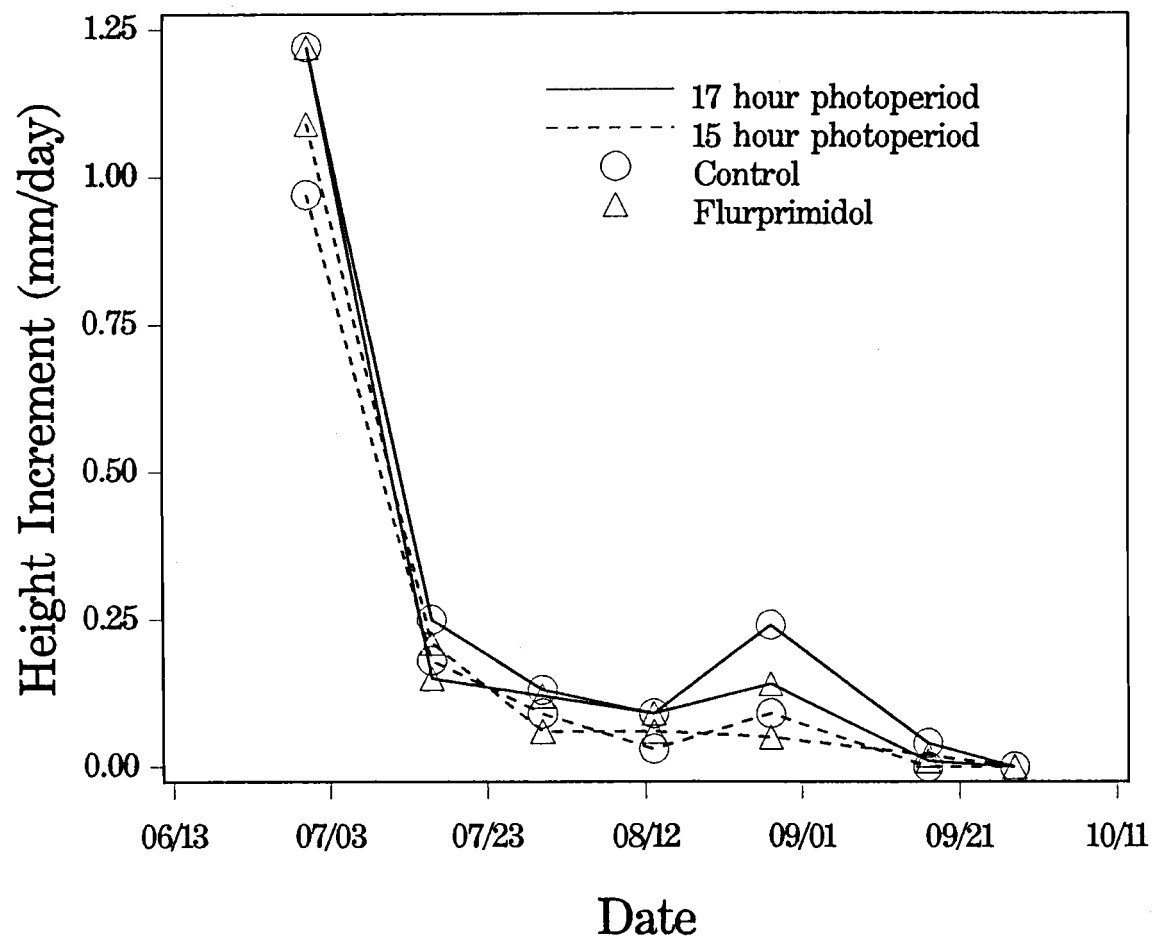 1.25
1.00
0.75
0.50
0.25
0.00
Height Increment (mm/day)
17 hour photoperiod
15 hour photoperiod
Control
Flurprimidol
06/13 07/03 07/23 08/12 09/01 09/21 10/11
Date